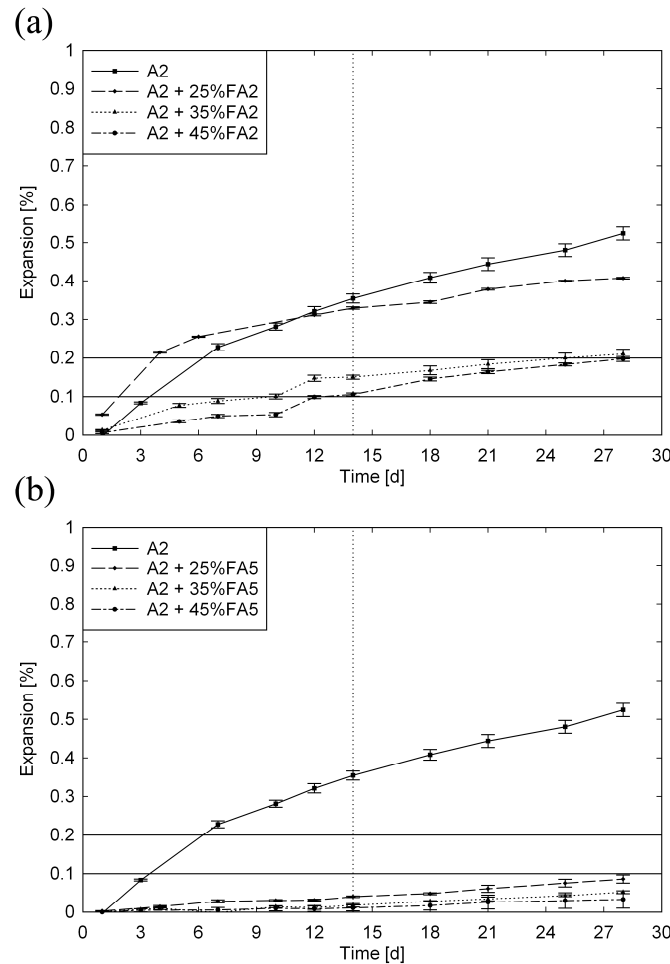 (a)
1
0.9
0.8
0.7
0.6
0.5
0.4
0.3
0.2
0.1
0
Expansion [%]
A2
A2 + 25%FA2
A2 + 35%FA2
A2 + 45%FA2
0 3 6 9 12 15 18 21 24 27 30
Time [d]
(b)
1
0.9
0.8
0.7
0.6
0.5
0.4
0.3
0.2
0.1
0
Expansion [%]
A2
A2 + 25%FA5
A2 + 35%FA5
A2 + 45%FA5
0 3 6 9 12 15 18 21 24 27 30
Time [d]